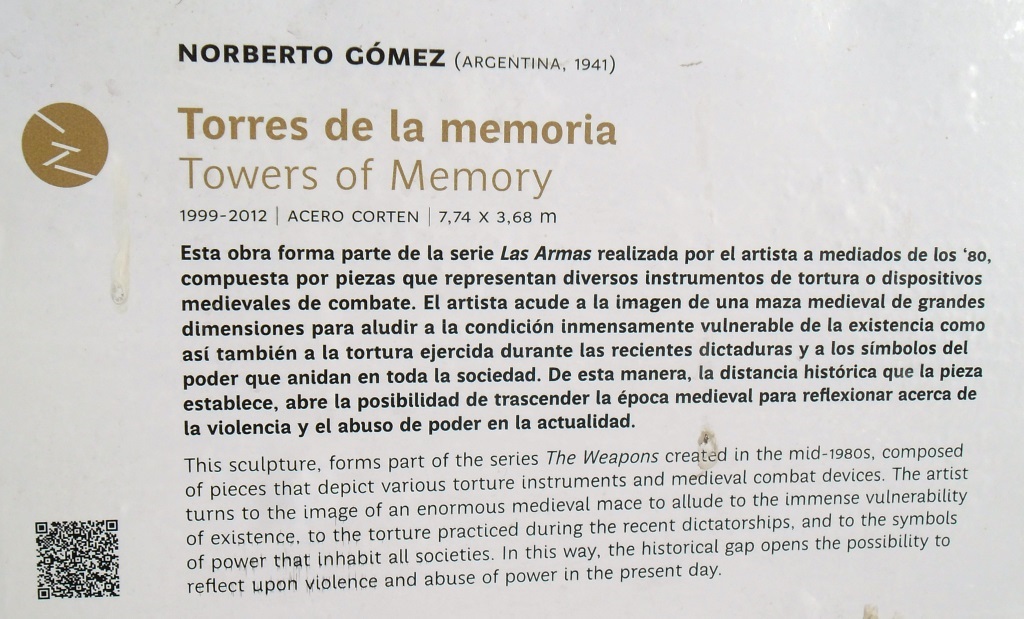 NORBERTO GÓMEZ (ARGENTINA, 1941)
Torres de la memoria
Towers of Memory
1999-2012 | ACERO CORTEN | 7,74 X 3,68 m
Esta obra forma parte de la serie Las Armas realizada por el artista a mediados de los ‘80,
compuesta por piezas que representan diversos instrumentos de tortura o dispositivos
medievales de combate. El artista acude a la imagen de una maza medieval de grandes
dimensiones para aludir a la condición inmensamente vulnerable de la existencia como
así también a la tortura ejercida durante las recientes dictaduras y a los símbolos del
poder que anidan en toda la sociedad. De esta manera, la distancia histórica que la pieza
establece, abre la posibilidad de trascender la época medieval para reflexionar acerca de
la violencia y el abuso de poder en la actualidad.
This sculpture, forms part of the series The Weapons created in the mid-1980s, composed
of pieces that depict various torture instruments and medieval combat devices. The artist
turns to the image of an enormous medieval mace to allude to the immense vulnerability
of existence, to the torture practiced during the recent dictatorships, and to the symbols
of power that inhabit all societies. In this way, the historical gap opens the possibility to
reflect upon violence and abuse of power in the present day.